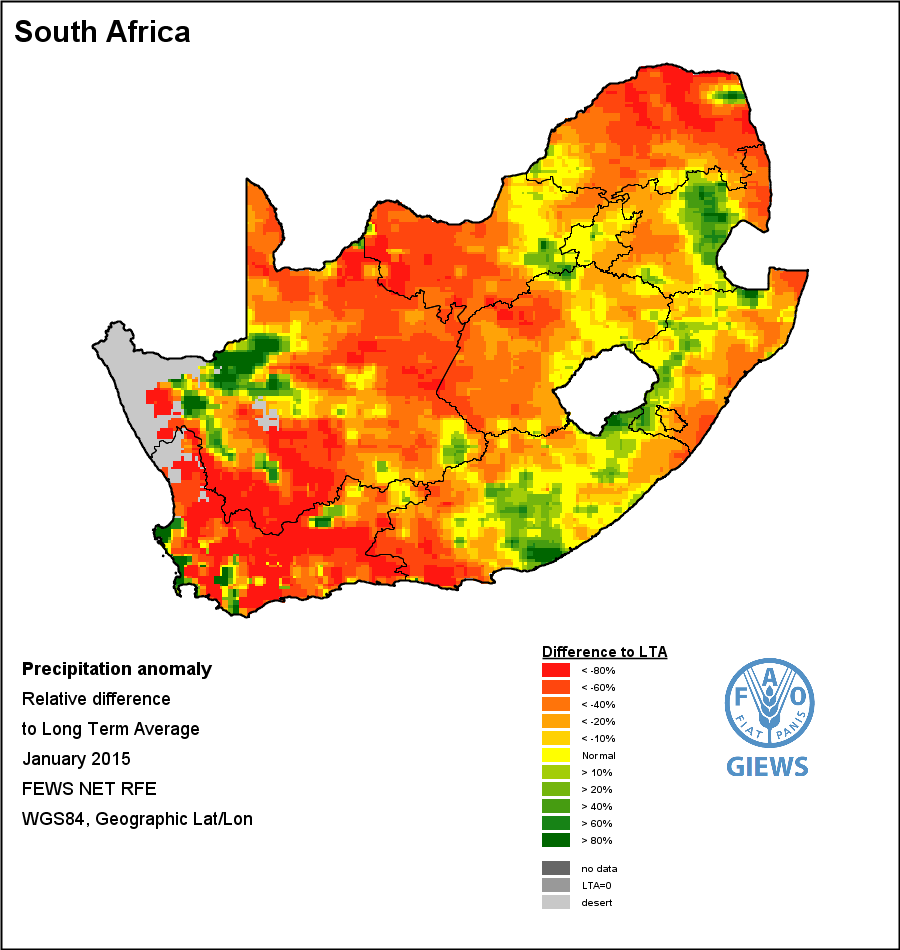 South Africa
Precipitation anomaly
Relative difference
to Long Term Average
January 2015
FEWS NET RFE
WGS84, Geographic Lat/Lon
Difference to LTA
< -80%
< -60%
< -40%
< -20%
< -10%
Normal
> 10%
> 20%
> 40%
> 60%
> 80%
no data
LTA=0
desert
F A O
FIAT PANIS
GIEWS